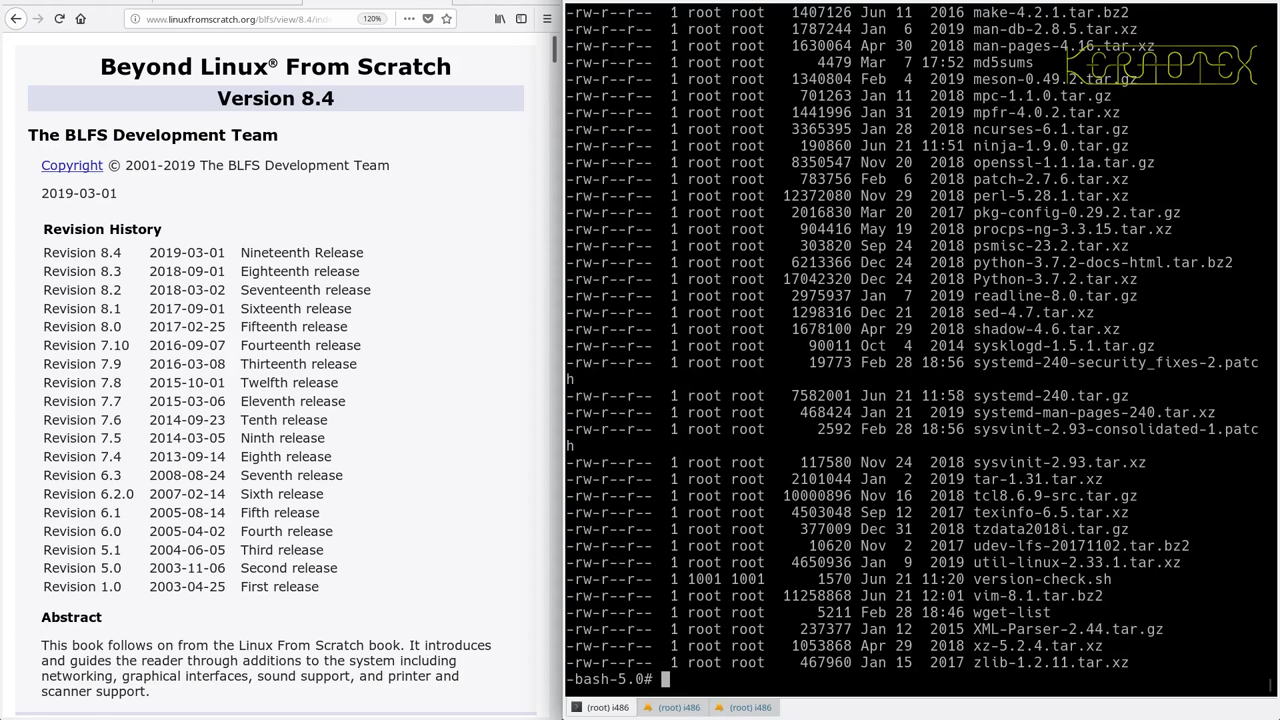 www.linuxfromscratch.org/blfs/view/8.4/inde
120%
Beyond Linux® From Scratch
Version 8.4
The BLFS Development Team
Copyright © 2001-2019 The BLFS Development Team
2019-03-01
Revision History
Revision 8.4 2019-03-01 Nineteenth Release
Revision 8.3 2018-09-01 Eighteenth release
Revision 8.2 2018-03-02 Seventeenth release
Revision 8.1 2017-09-01 Sixteenth release
Revision 8.0 2017-02-25 Fifteenth release
Revision 7.10 2016-09-07 Fourteenth release
Revision 7.9 2016-03-08 Thirteenth release
Revision 7.8 2015-10-01 Twelfth release
Revision 7.7 2015-03-06 Eleventh release
Revision 7.6 2014-09-23 Tenth release
Revision 7.5 2014-03-05 Ninth release
Revision 7.4 2013-09-14 Eighth release
Revision 6.3 2008-08-24 Seventh release
Revision 6.2.0 2007-02-14 Sixth release
Revision 6.1 2005-08-14 Fifth release
Revision 6.0 2005-04-02 Fourth release
Revision 5.1 2004-06-05 Third release
Revision 5.0 2003-11-06 Second release
Revision 1.0 2003-04-25 First release
Abstract
This book follows on from the Linux From Scratch book. It introduces
and guides the reader through additions to the system including
networking, graphical interfaces, sound support, and printer and
scanner support.
-rw-r--r-- 1 root root 1407126 Jun 11 2016 make-4.2.1.tar.bz2
-rw-r--r-- 1 root root 1787244 Jan 6 2019 man-db-2.8.5.tar.xz
-rw-r--r-- 1 root root 1630064 Apr 30 2018 man-pages-4.16.tar.xz
-rw-r--r-- 1 root root 4479 Mar 7 17:52 md5sums
-rw-r--r-- 1 root root 1340804 Feb 4 2019 meson-0.49.2.tar.gz
-rw-r--r-- 1 root root 701263 Jan 11 2018 mpc-1.1.0.tar.gz
-rw-r--r-- 1 root root 1441996 Jan 31 2019 mpfr-4.0.2.tar.xz
-rw-r--r-- 1 root root 3365395 Jan 28 2018 ncurses-6.1.tar.gz
-rw-r--r-- 1 root root 190860 Jun 21 11:51 ninja-1.9.0.tar.gz
-rw-r--r-- 1 root root 8350547 Nov 20 2018 openssl-1.1.1a.tar.gz
-rw-r--r-- 1 root root 783756 Feb 6 2018 patch-2.7.6.tar.xz
-rw-r--r-- 1 root root 12372080 Nov 29 2018 perl-5.28.1.tar.xz
-rw-r--r-- 1 root root 2016830 Mar 20 2017 pkg-config-0.29.2.tar.gz
-rw-r--r-- 1 root root 904416 May 19 2018 procps-ng-3.3.15.tar.xz
-rw-r--r-- 1 root root 303820 Sep 24 2018 psmisc-23.2.tar.xz
-rw-r--r-- 1 root root 6213366 Dec 24 2018 python-3.7.2-docs-html.tar.bz2
-rw-r--r-- 1 root root 17042320 Dec 24 2018 Python-3.7.2.tar.xz
-rw-r--r-- 1 root root 2975937 Jan 7 2019 readline-8.0.tar.gz
-rw-r--r-- 1 root root 1298316 Dec 21 2018 sed-4.7.tar.xz
-rw-r--r-- 1 root root 1678100 Apr 29 2018 shadow-4.6.tar.xz
-rw-r--r-- 1 root root 90011 Oct 4 2014 sysklogd-1.5.1.tar.gz
-rw-r--r-- 1 root root 19773 Feb 28 18:56 systemd-240-security_fixes-2.patc
h
-rw-r--r-- 1 root root 7582001 Jun 21 11:58 systemd-240.tar.gz
-rw-r--r-- 1 root root 468424 Jan 21 2019 systemd-man-pages-240.tar.xz
-rw-r--r-- 1 root root 2592 Feb 28 18:56 sysvinit-2.93-consolidated-1.patc
h
-rw-r--r-- 1 root root 117580 Nov 24 2018 sysvinit-2.93.tar.xz
-rw-r--r-- 1 root root 2101044 Jan 2 2019 tar-1.31.tar.xz
-rw-r--r-- 1 root root 10000896 Nov 16 2018 tcl8.6.9-src.tar.gz
-rw-r--r-- 1 root root 4503048 Sep 12 2017 texinfo-6.5.tar.xz
-rw-r--r-- 1 root root 377009 Dec 31 2018 tzdata2018i.tar.gz
-rw-r--r-- 1 root root 10620 Nov 2 2017 udev-lfs-20171102.tar.bz2
-rw-r--r-- 1 root root 4650936 Jan 9 2019 util-linux-2.33.1.tar.xz
-rw-r--r-- 1 1001 1001 1570 Jun 21 11:20 version-check.sh
-rw-r--r-- 1 root root 11258868 Jun 21 12:01 vim-8.1.tar.bz2
-rw-r--r-- 1 root root 5211 Feb 28 18:46 wget-list
-rw-r--r-- 1 root root 237377 Jan 12 2015 XML-Parser-2.44.tar.gz
-rw-r--r-- 1 root root 1053868 Apr 29 2018 xz-5.2.4.tar.xz
-rw-r--r-- 1 root root 467960 Jan 15 2017 zlib-1.2.11.tar.xz
-bash-5.0#
(root) i486 (root) i486 (root) i486